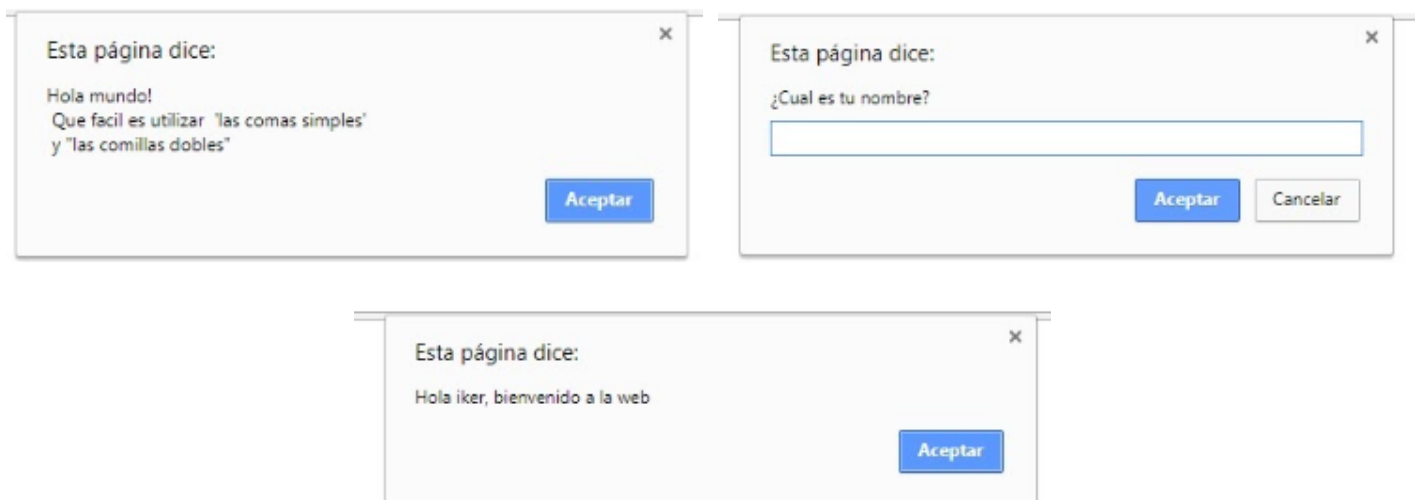 Esta página dice:
Hola mundo!
Que facil es utilizar 'las comas simples'
y "las comillas dobles"
Aceptar
Esta página dice:
¿Cual es tu nombre?
Aceptar Cancelar
Esta página dice:
Hola iker, bienvenido a la web
Aceptar